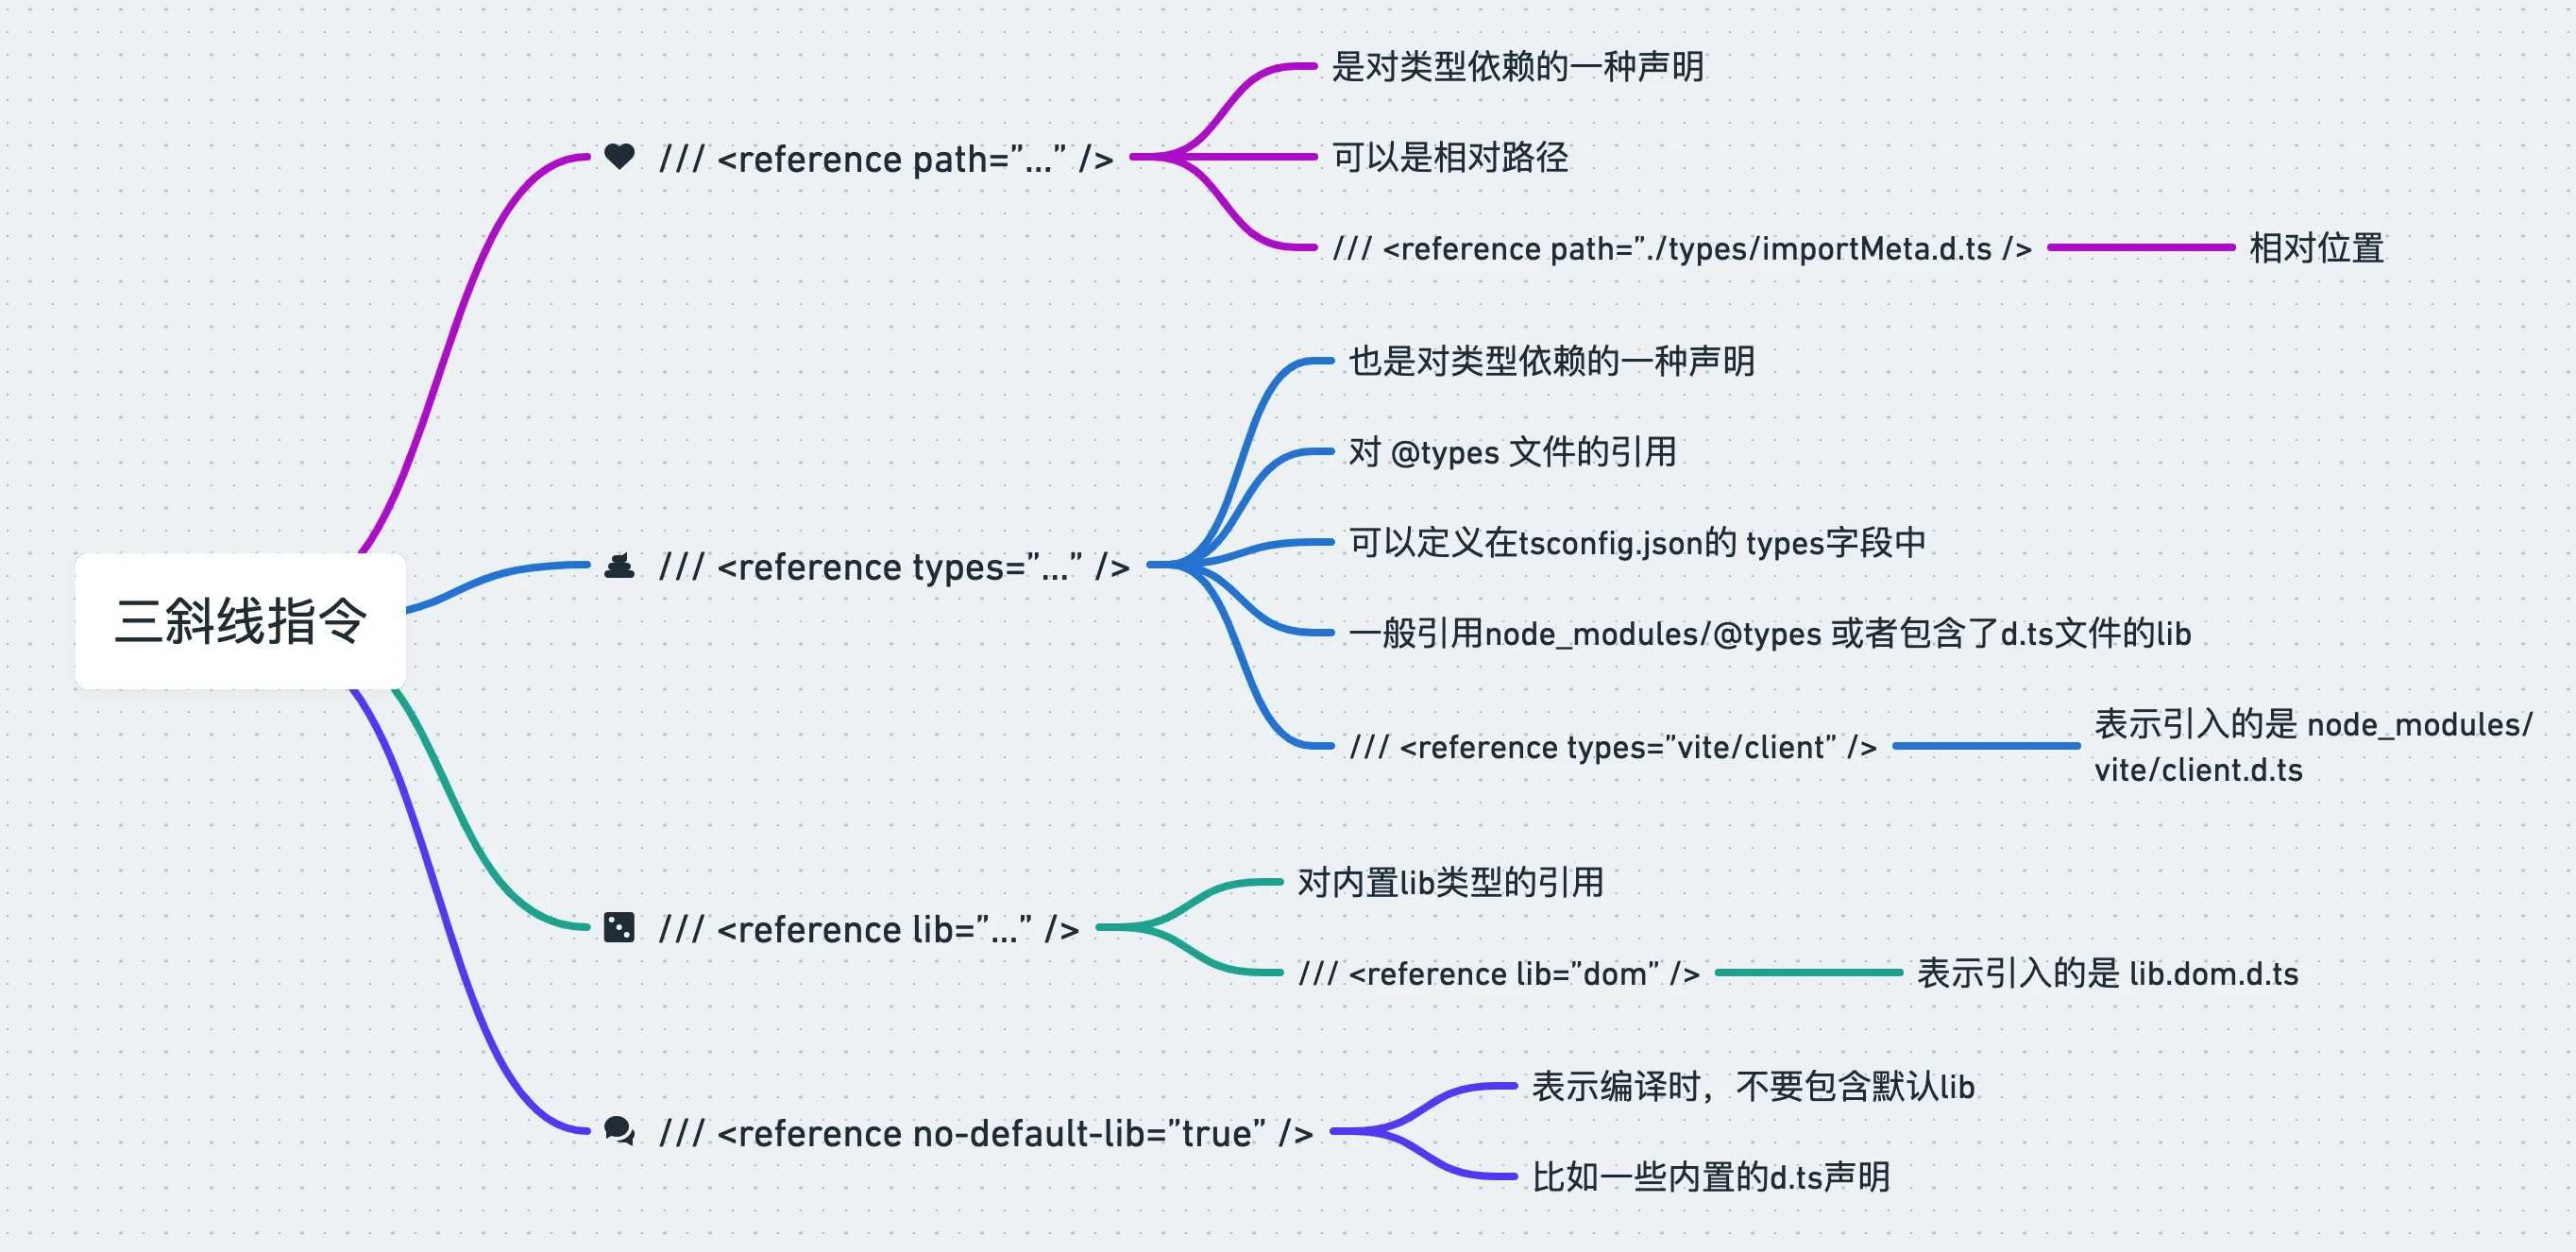 三斜线指令
/// <reference path=”...” />
是对类型依赖的一种声明
可以是相对路径
/// <reference path=”./types/importMeta.d.ts />
相对位置
/// <reference types=”...” />
也是对类型依赖的一种声明
对 @types 文件的引用
可以定义在tsconfig.json的 types字段中
一般引用node_modules/@types 或者包含了d.ts文件的lib
/// <reference types=”vite/client” />
表示引入的是 node_modules/
vite/client.d.ts
/// <reference lib=”...” />
对内置lib类型的引用
/// <reference lib=”dom” />
表示引入的是 lib.dom.d.ts
/// <reference no-default-lib=”true” />
表示编译时，不要包含默认lib
比如一些内置的d.ts声明